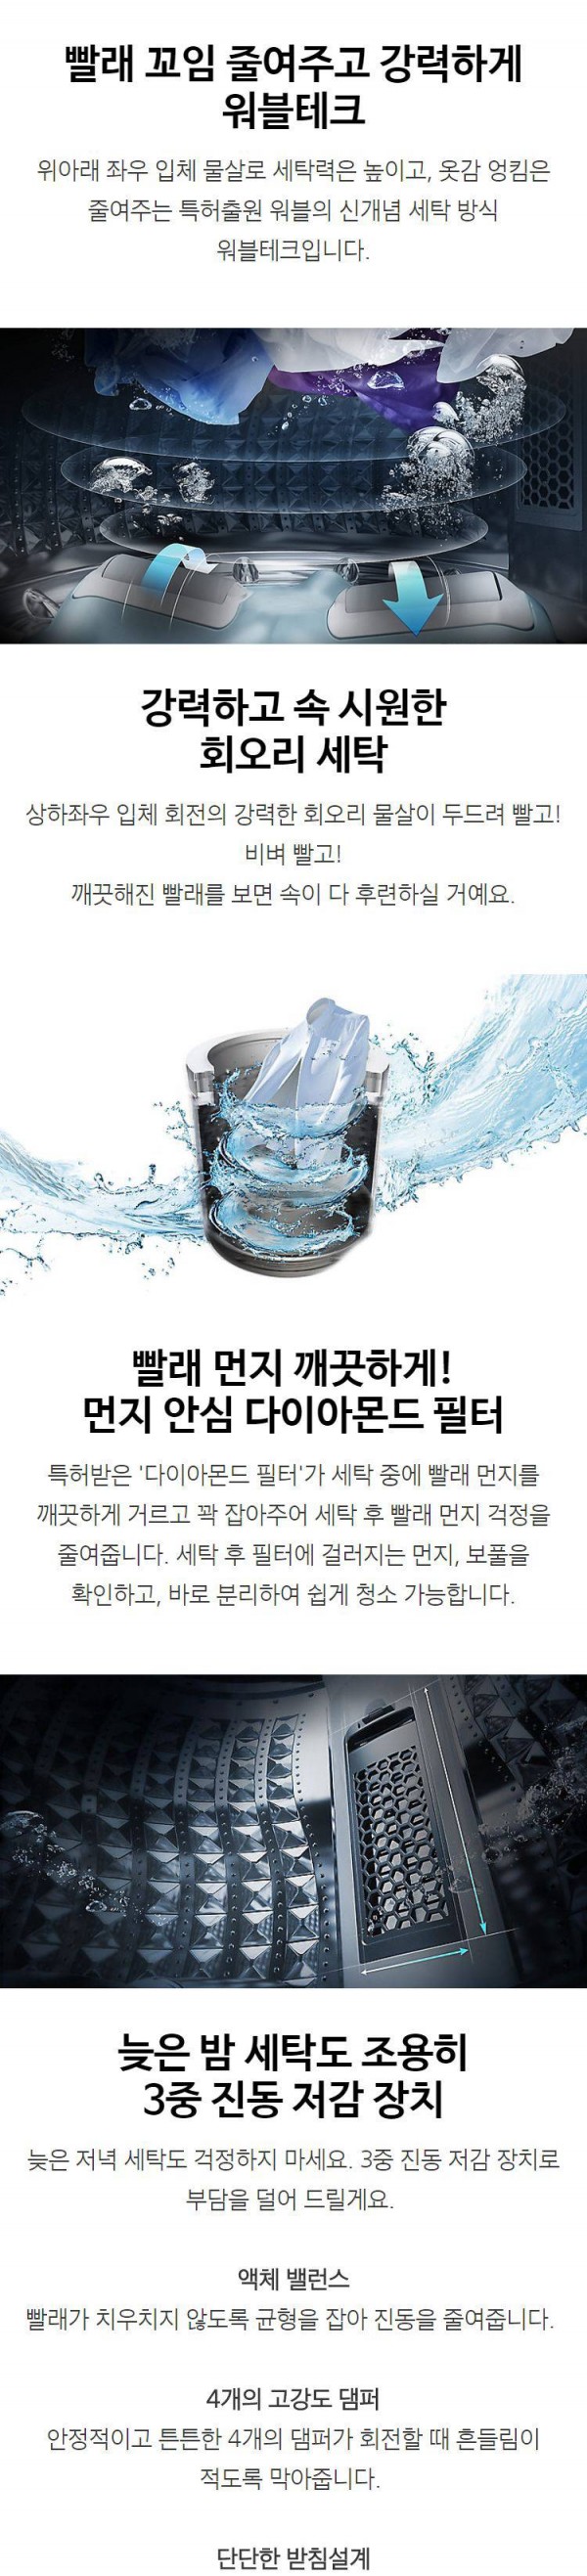 빨래 꼬임 줄여주고 강력하게
워블테크
위아래 좌우 입체 물살로 세탁력은 높이고, 옷감 엉킴은
줄여주는 특허출원 워블의 신개념 세탁 방식
워블테크입니다.
강력하고 속 시원한
회오리 세탁
상하좌우 입체 회전의 강력한 회오리 물살이 두드려 빨고!
비벼 빨고!
깨끗해진 빨래를 보면 속이 다 후련하실 거예요.
빨래 먼지 깨끗하게!
먼지 안심 다이아몬드 필터
특허받은 '다이아몬드 필터'가 세탁 중에 빨래 먼지를
깨끗하게 거르고 꽉 잡아주어 세탁 후 빨래 먼지 걱정을
줄여줍니다. 세탁 후 필터에 걸러지는 먼지, 보풀을
확인하고, 바로 분리하여 쉽게 청소 가능합니다.
늦은 밤 세탁도 조용히
3중 진동 저감 장치
늦은 저녁 세탁도 걱정하지 마세요. 3중 진동 저감 장치로
부담을 덜어 드릴게요.
액체 밸런스
빨래가 치우치지 않도록 균형을 잡아 진동을 줄여줍니다.
4개의 고강도 댐퍼
안정적이고 튼튼한 4개의 댐퍼가 회전할 때 흔들림이
적도록 막아줍니다.
단단한 받침설계